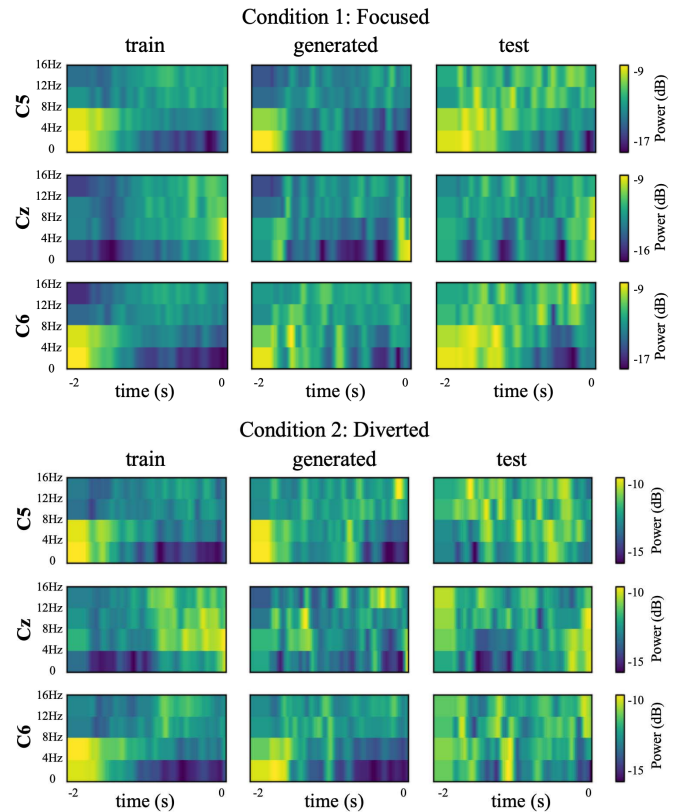 Condition 1: Focused
train generated test
C5
16Hz
12Hz
8Hz
4Hz
0
-9
-17
Power (dB)
Cz
16Hz
12Hz
8Hz
4Hz
0
-9
-16
Power (dB)
C6
16Hz
12Hz
8Hz
4Hz
0
-9
-17
Power (dB)
-2 0 -2 0 -2 0
time (s) time (s) time (s)
Condition 2: Diverted
train generated test
C5
16Hz
12Hz
8Hz
4Hz
0
-10
-15
Power (dB)
Cz
16Hz
12Hz
8Hz
4Hz
0
-10
-15
Power (dB)
C6
16Hz
12Hz
8Hz
4Hz
0
-10
-15
Power (dB)
-2 0 -2 0 -2 0
time (s) time (s) time (s)